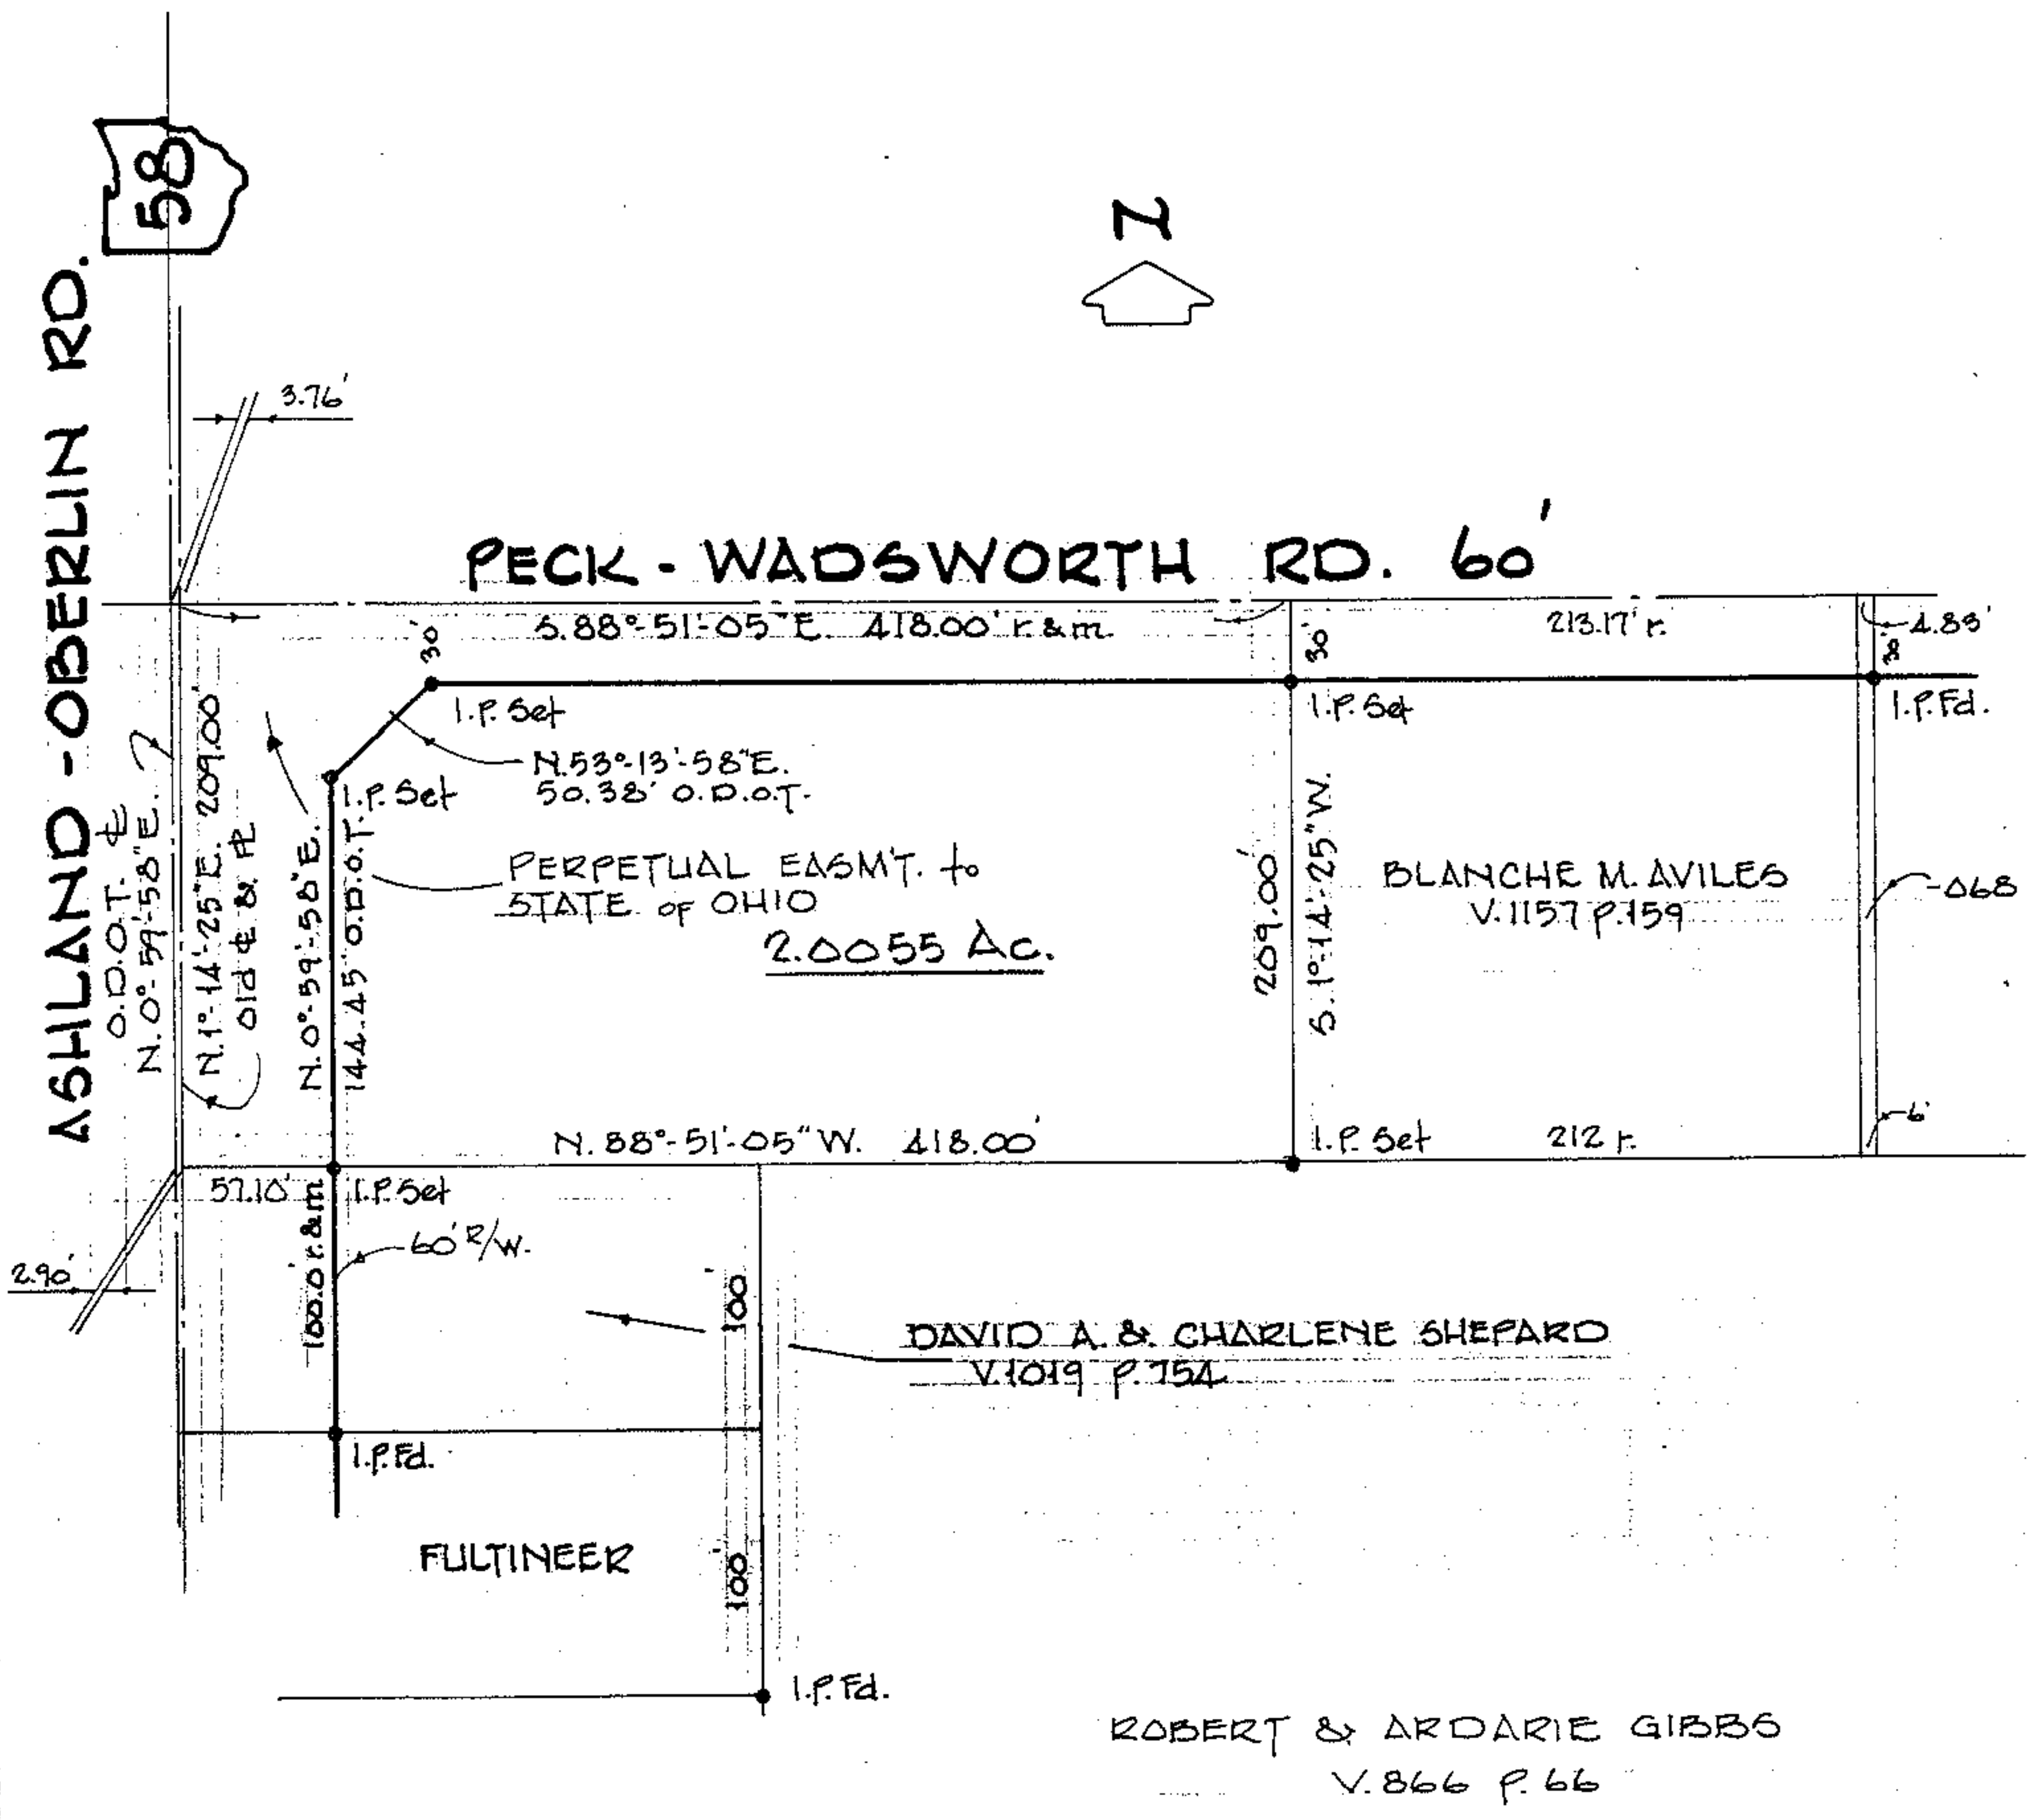 58
ASHLAND - OBERLIN RD.
N
3.76'
PECK - WADSWORTH RD. 60'
S.88°-51'-05"E. 418.00' r.&m.
213.17' r.
4.83'
30'
30'
30'
I.P. Set
I.P. Set
I.P. Fd.
N.53°-13'-58"E.
50.38' O.D.O.T.
I.P. Set
O.D.O.T. ℄
N.0°-59'-58"E.
N.1°-14'-25"E. 209.00'
Old ℄ & ⅊
N.0°-59'-58"E.
144.45' O.D.O.T.
PERPETUAL EASM'T. to
STATE of OHIO
2.0055 Ac.
209.00'
S.1°-14'-25"W.
BLANCHE M. AVILES
V.1157 P.159
068
N.88°-51'-05"W. 418.00'
I.P. Set
212 r.
6'
57.10'
I.P. Set
100.0' r.&m
60' R/W.
2.90'
100'
DAVID A. & CHARLENE SHEPARD
V.1019 P.754
I.P. Fd.
FULTINEER
100'
I.P. Fd.
ROBERT & ARDARIE GIBBS
V.866 P.66